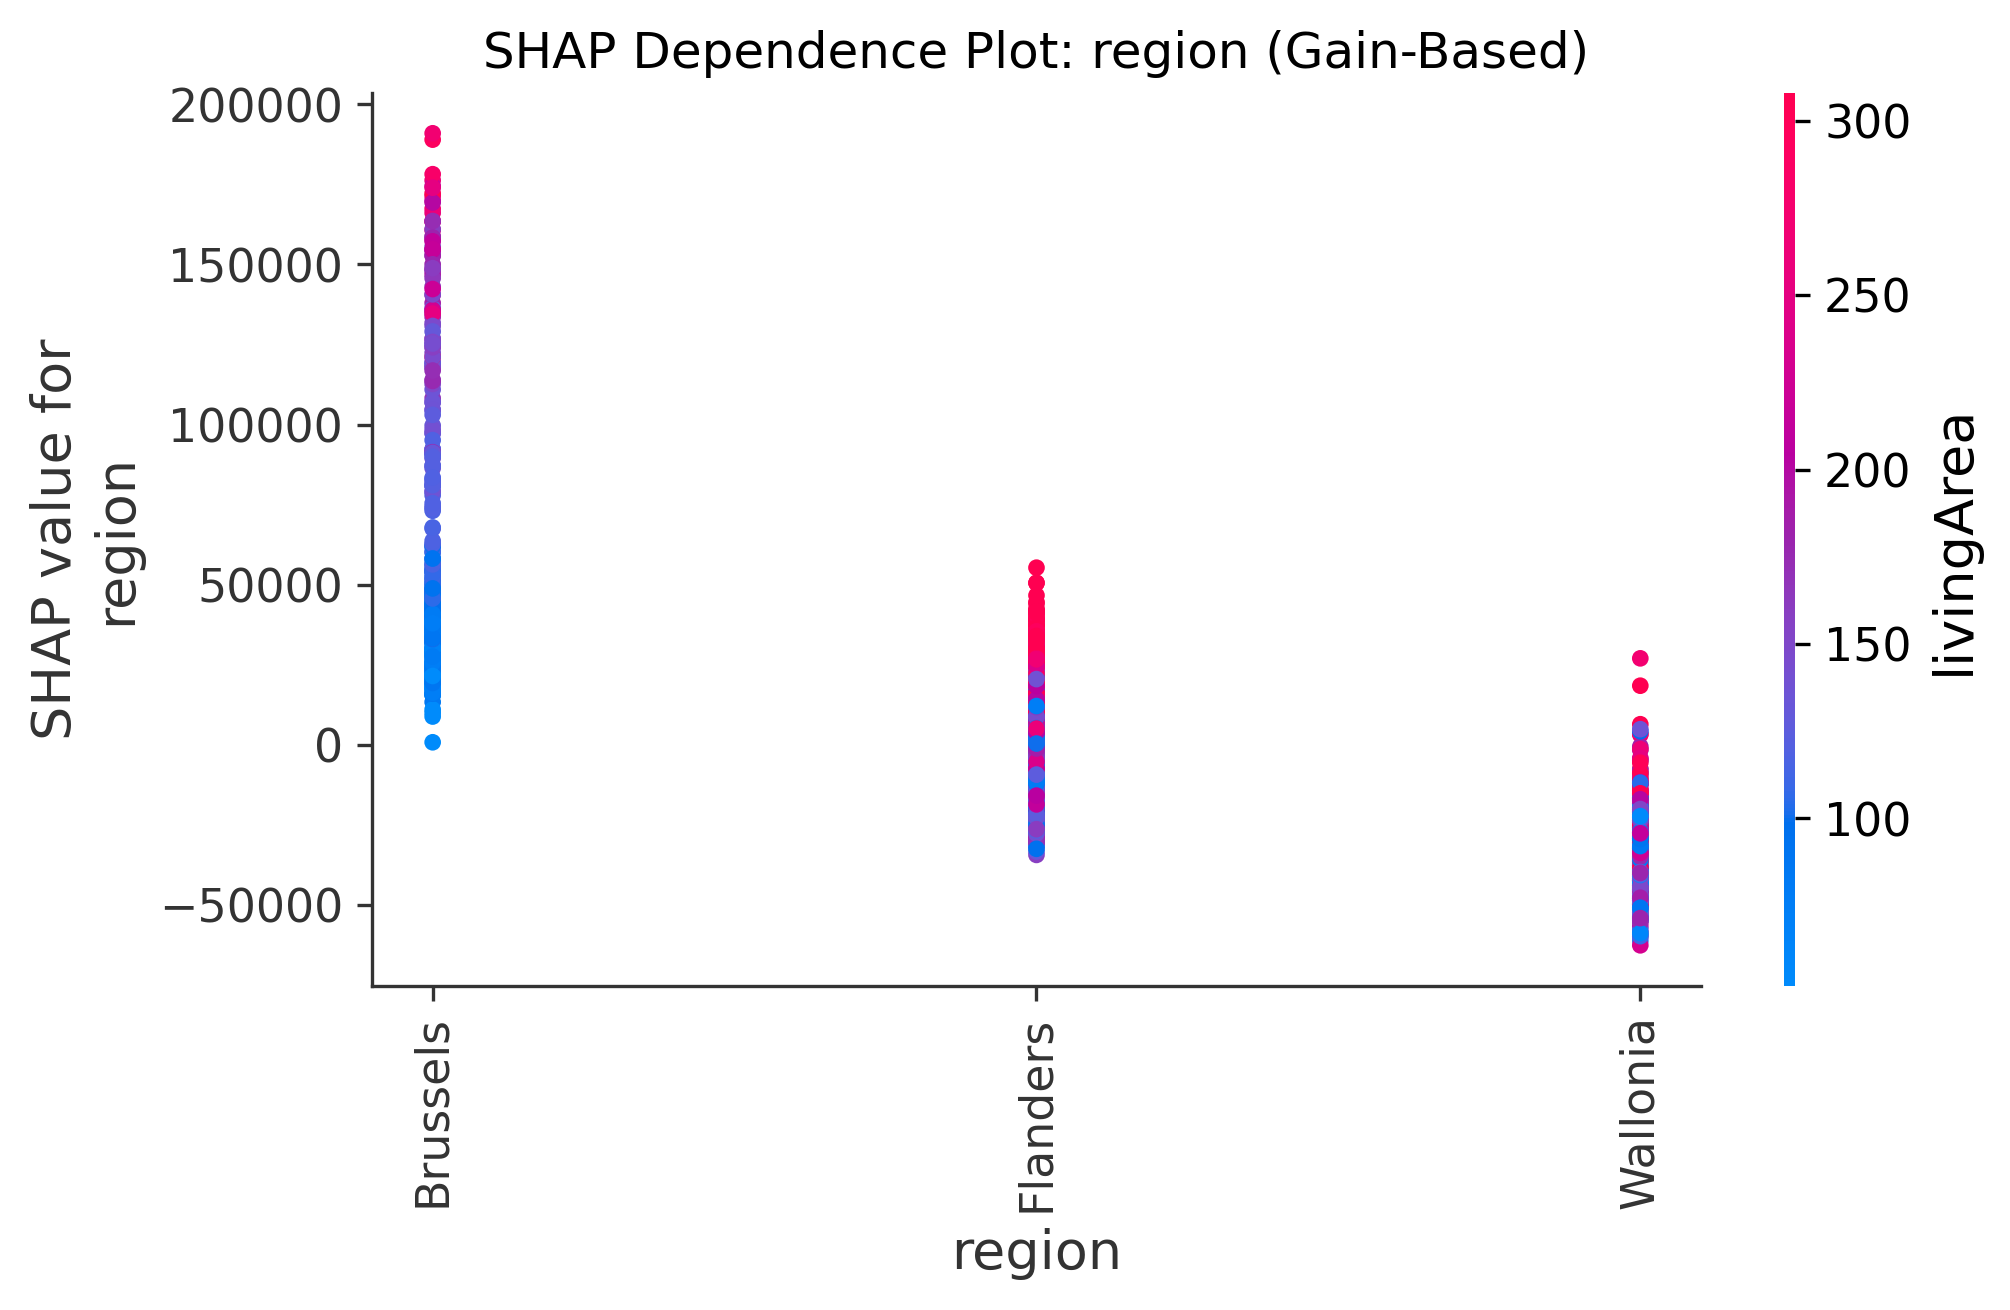 SHAP Dependence Plot: region (Gain-Based)
200000
150000
100000
50000
0
−50000
SHAP value for
region
Brussels
Flanders
Wallonia
region
300
250
200
150
100
livingArea